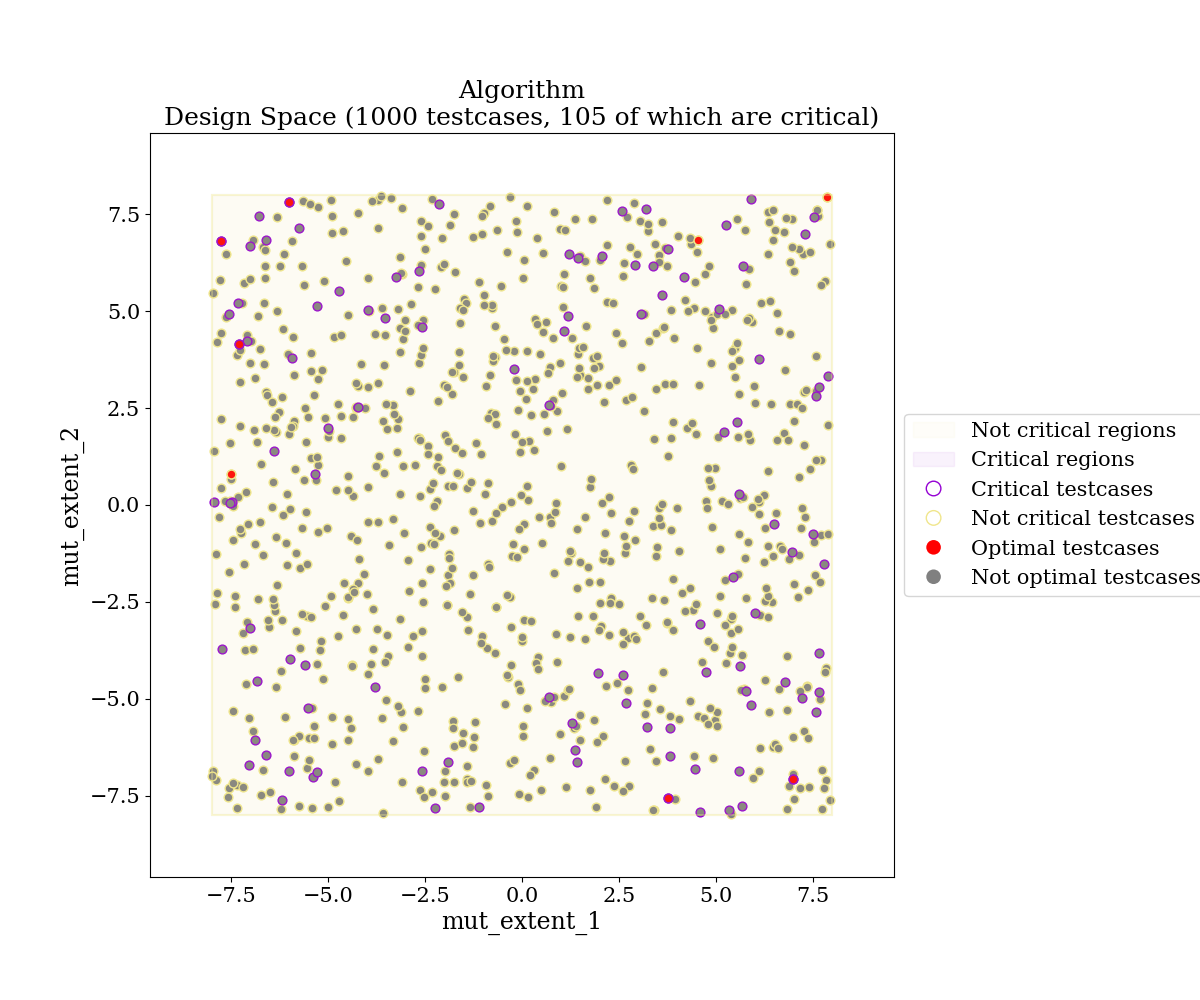 Algorithm
Design Space (1000 testcases, 105 of which are critical)
7.5
5.0
2.5
0.0
−2.5
−5.0
−7.5
mut_extent_2
−7.5
−5.0
−2.5
0.0
2.5
5.0
7.5
mut_extent_1
Not critical regions
Critical regions
Critical testcases
Not critical testcases
Optimal testcases
Not optimal testcases